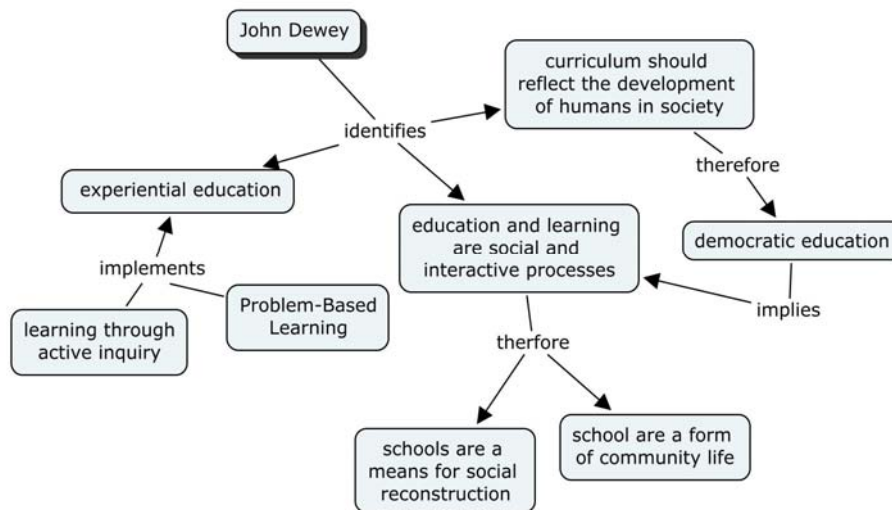 John Dewey
curriculum should
reflect the development
of humans in society
identifies
therefore
experiential education
education and learning
are social and
interactive processes
democratic education
implements
implies
Problem-Based
Learning
learning through
active inquiry
therfore
schools are a
means for social
reconstruction
school are a form
of community life